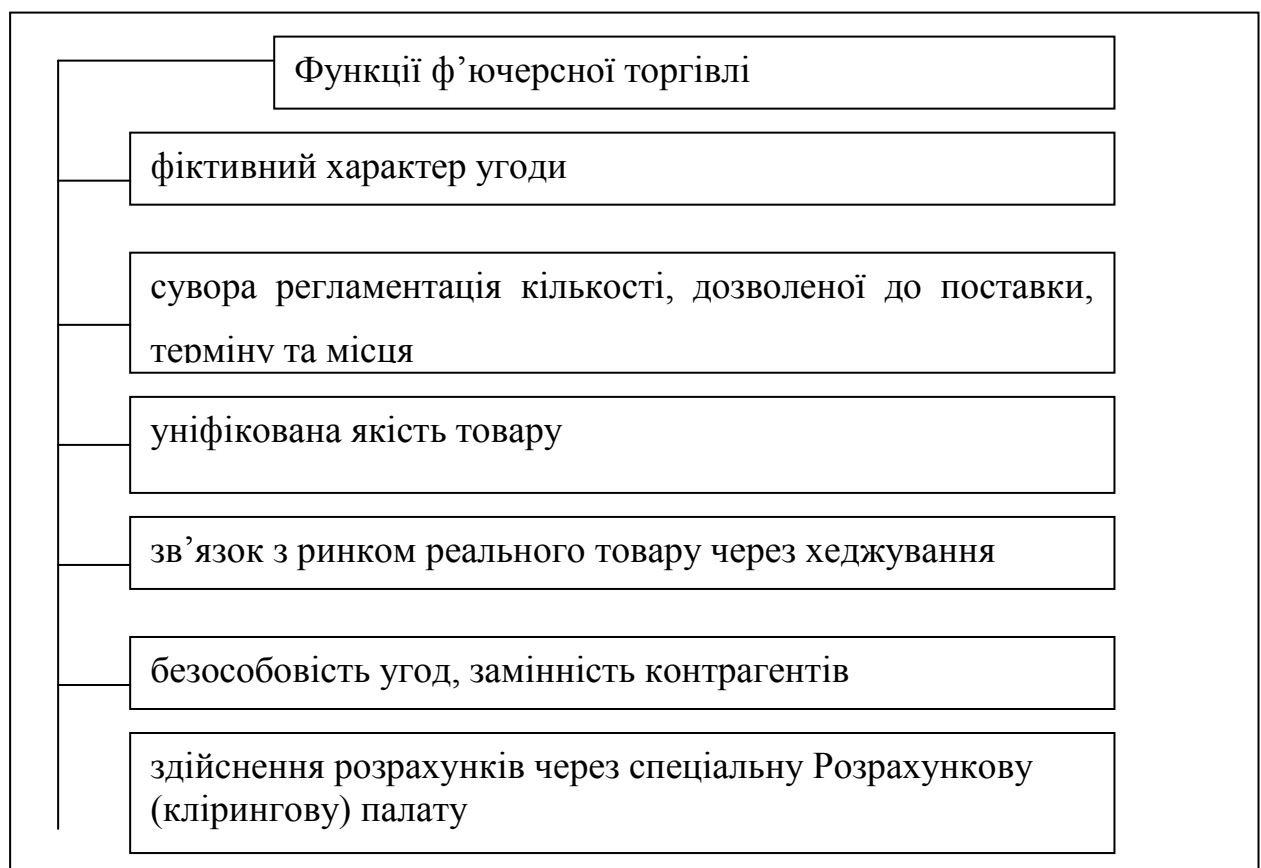 Функції ф’ючерсної торгівлі
фіктивний характер угоди
сувора регламентація кількості, дозволеної до поставки,
терміну та місця
уніфікована якість товару
зв’язок з ринком реального товару через хеджування
безособовість угод, замінність контрагентів
здійснення розрахунків через спеціальну Розрахункову
(клірингову) палату